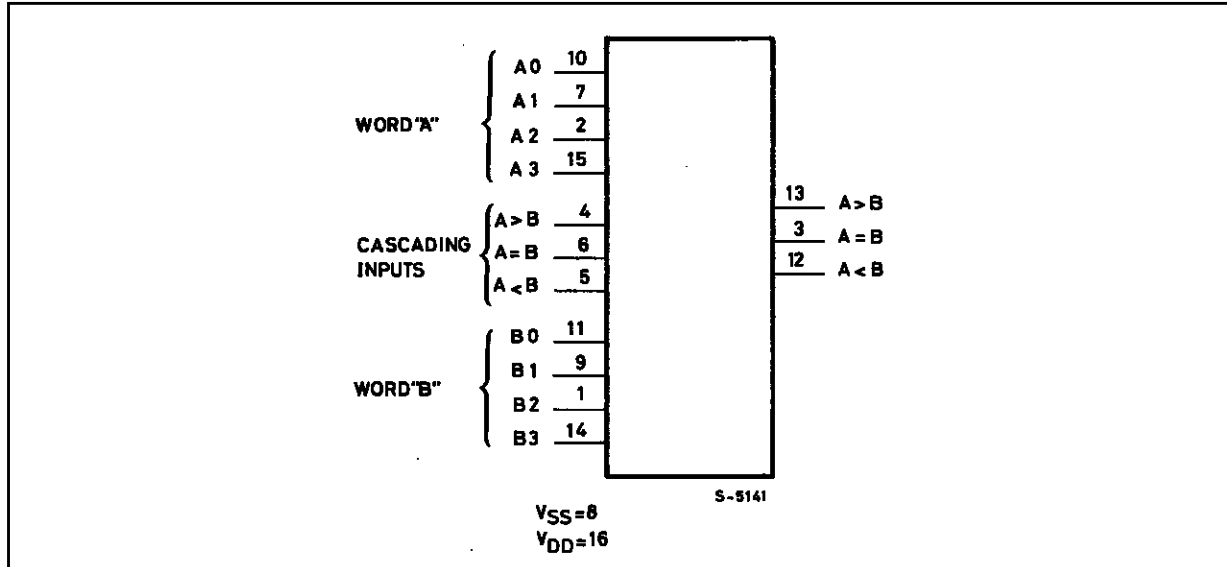 A0 10
A1 7
WORD"A"
A2 2
A3 15
13 A>B
A>B 4
3 A=B
CASCADING INPUTS
A=B 6
12 A<B
A<B 5
B0 11
B1 9
WORD"B"
B2 1
B3 14
S-5141
VSS=8
VDD=16